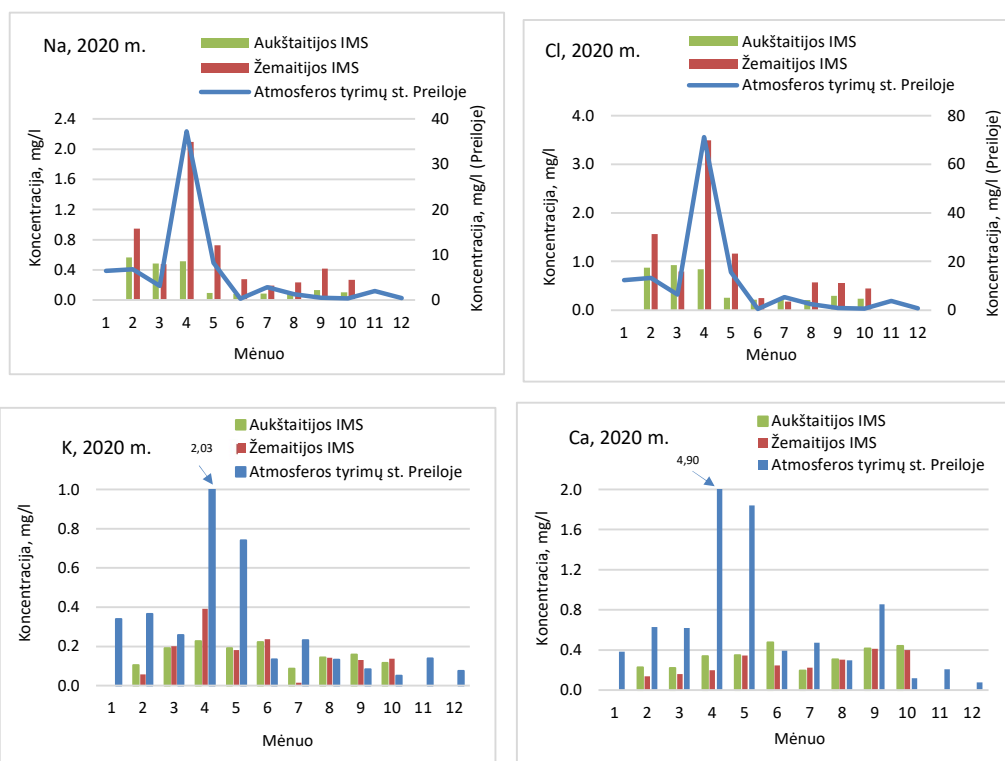 Na, 2020 m.
Aukštaitijos IMS
Žemaitijos IMS
Atmosferos tyrimų st. Preiloje
Koncentracija, mg/l
2.4
2.0
1.6
1.2
0.8
0.4
0.0
40
30
20
10
0
Koncentracija, mg/l (Preiloje)
1 2 3 4 5 6 7 8 9 10 11 12
Mėnuo
Cl, 2020 m.
Aukštaitijos IMS
Žemaitijos IMS
Atmosferos tyrimų st. Preiloje
Koncentracija, mg/l
4.0
3.0
2.0
1.0
0.0
80
60
40
20
0
Koncentracija, mg/l (Preiloje)
1 2 3 4 5 6 7 8 9 10 11 12
Mėnuo
K, 2020 m.
Aukštaitijos IMS
Žemaitijos IMS
Atmosferos tyrimų st. Preiloje
2,03
Koncentracija, mg/l
1.0
0.8
0.6
0.4
0.2
0.0
1 2 3 4 5 6 7 8 9 10 11 12
Mėnuo
Ca, 2020 m.
Aukštaitijos IMS
Žemaitijos IMS
Atmosferos tyrimų st. Preiloje
4,90
Koncentracia, mg/l
2.0
1.6
1.2
0.8
0.4
0.0
1 2 3 4 5 6 7 8 9 10 11 12
Mėnuo